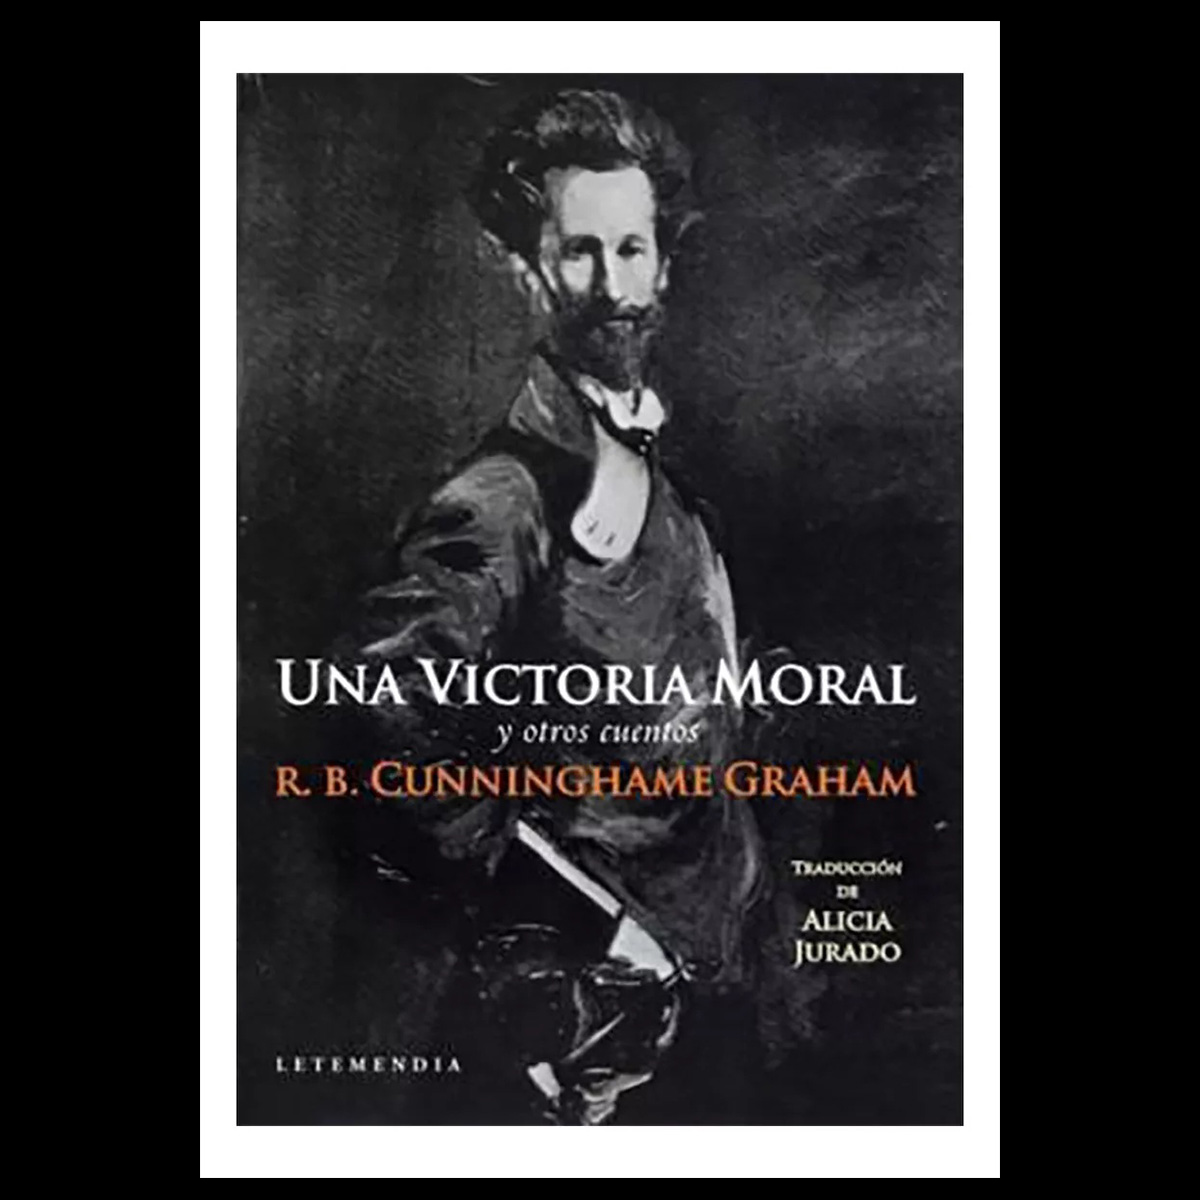 UNA VICTORIA MORAL
y otros cuentos
R. B. CUNNINGHAME GRAHAM
TRADUCCIÓN
DE
ALICIA
JURADO
LETEMENDIA